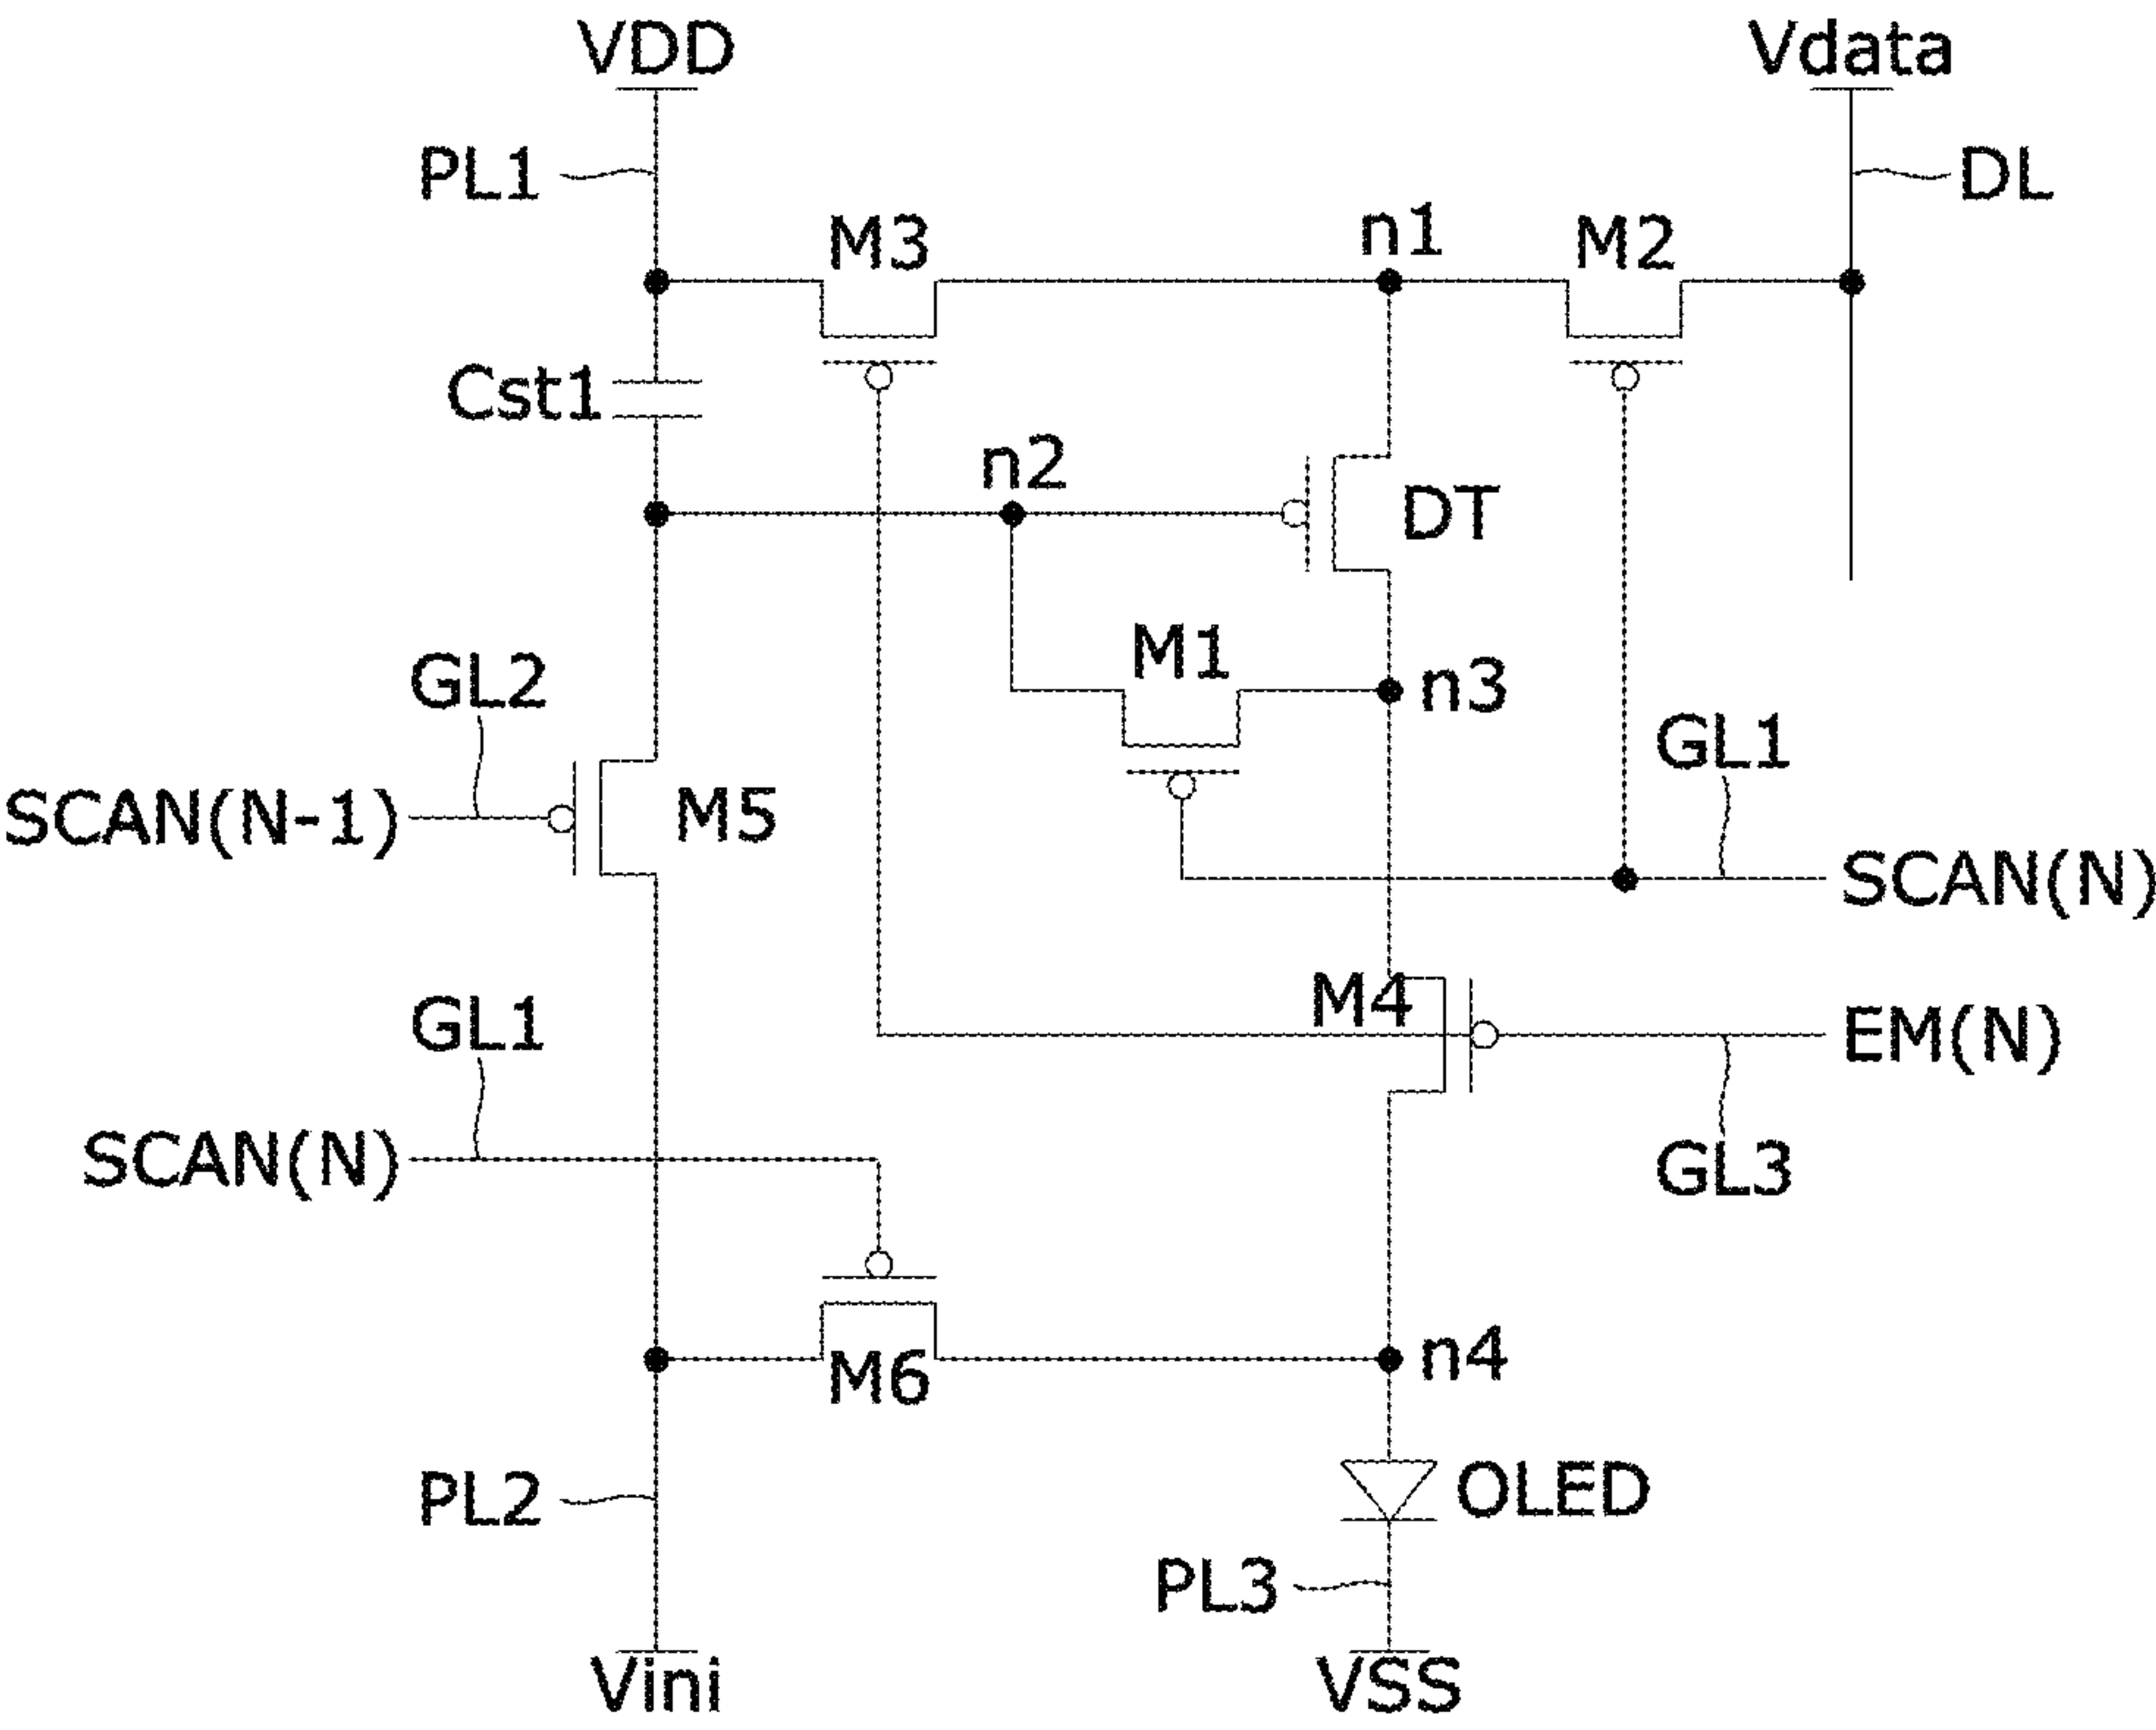 VDD
Vdata
PL1
DL
M3
n1
M2
Cst1
n2
DT
M1
n3
GL2
GL1
SCAN(N-1)
M5
SCAN(N)
GL1
M4
EM(N)
SCAN(N)
GL3
M6
n4
PL2
OLED
PL3
Vini
VSS